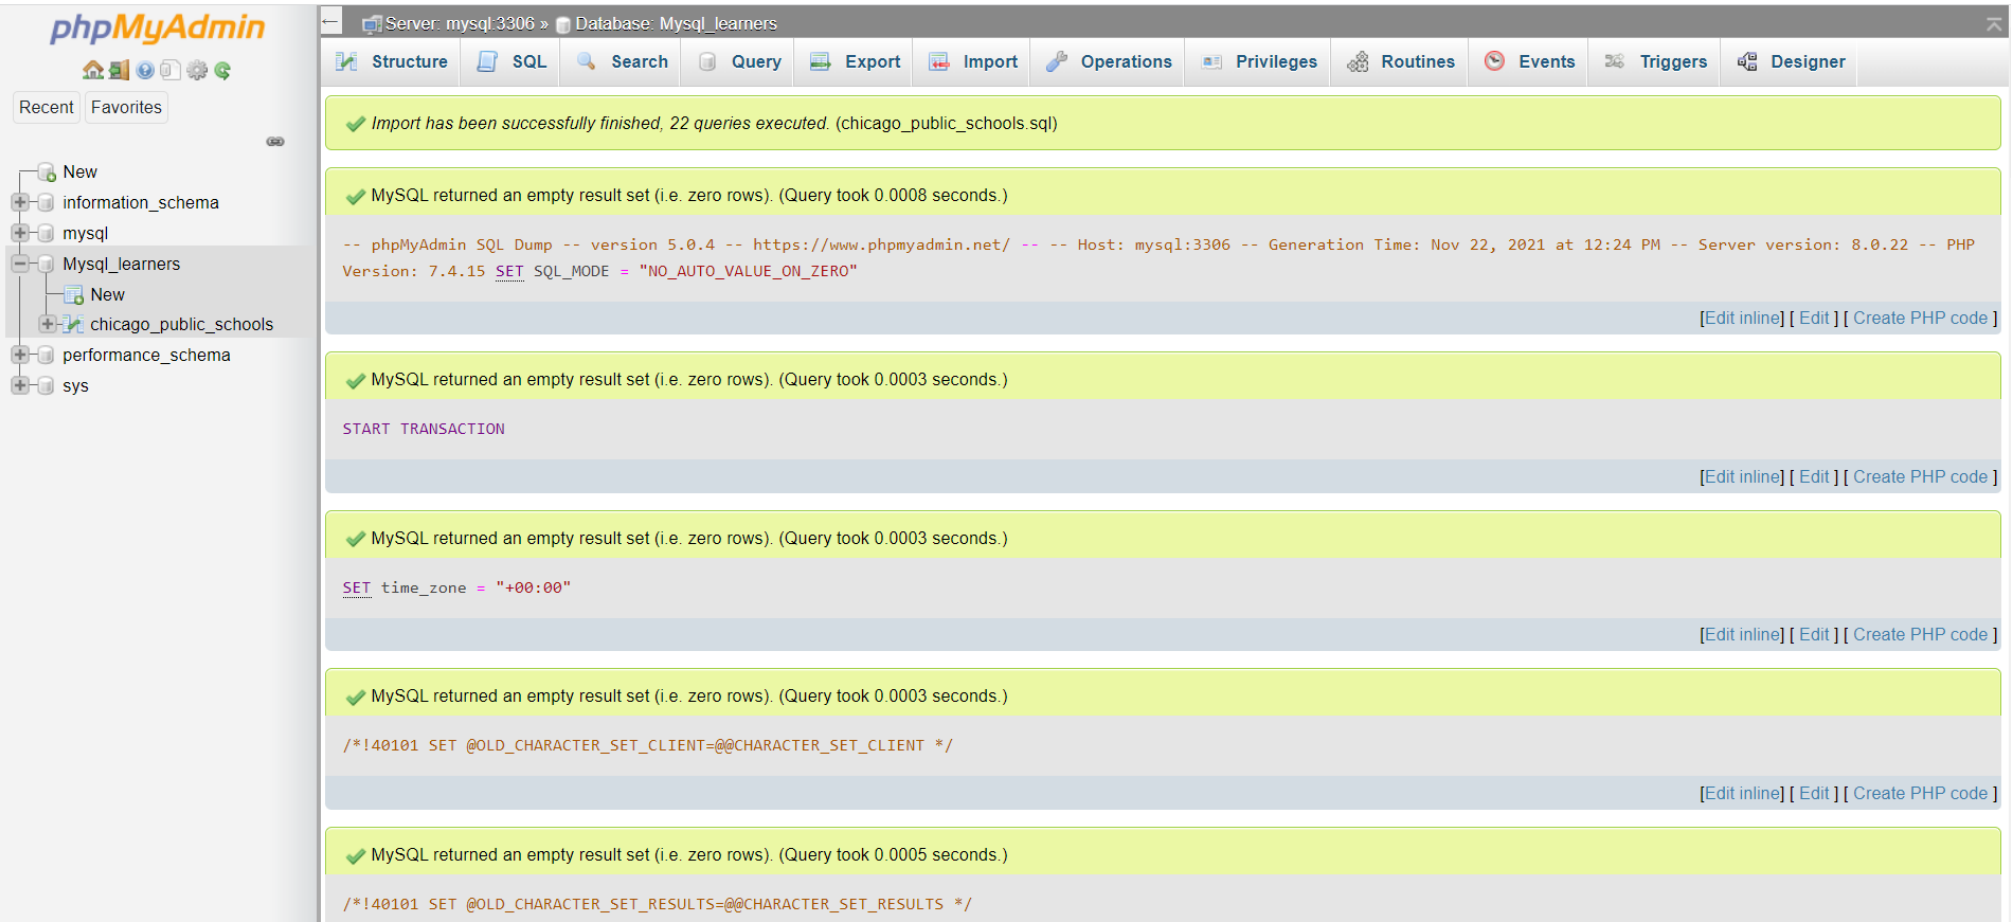 phpMyAdmin
Recent Favorites
New
information_schema
mysql
Mysql_learners
New
chicago_public_schools
performance_schema
sys
Server: mysql:3306 » Database: Mysql_learners
Structure SQL Search Query Export Import Operations Privileges Routines Events Triggers Designer
Import has been successfully finished, 22 queries executed. (chicago_public_schools.sql)
MySQL returned an empty result set (i.e. zero rows). (Query took 0.0008 seconds.)
-- phpMyAdmin SQL Dump -- version 5.0.4 -- https://www.phpmyadmin.net/ -- -- Host: mysql:3306 -- Generation Time: Nov 22, 2021 at 12:24 PM -- Server version: 8.0.22 -- PHP
Version: 7.4.15 SET SQL_MODE = "NO_AUTO_VALUE_ON_ZERO"
[Edit inline] [ Edit ] [ Create PHP code ]
MySQL returned an empty result set (i.e. zero rows). (Query took 0.0003 seconds.)
START TRANSACTION
[Edit inline] [ Edit ] [ Create PHP code ]
MySQL returned an empty result set (i.e. zero rows). (Query took 0.0003 seconds.)
SET time_zone = "+00:00"
[Edit inline] [ Edit ] [ Create PHP code ]
MySQL returned an empty result set (i.e. zero rows). (Query took 0.0003 seconds.)
/*!40101 SET @OLD_CHARACTER_SET_CLIENT=@@CHARACTER_SET_CLIENT */
[Edit inline] [ Edit ] [ Create PHP code ]
MySQL returned an empty result set (i.e. zero rows). (Query took 0.0005 seconds.)
/*!40101 SET @OLD_CHARACTER_SET_RESULTS=@@CHARACTER_SET_RESULTS */